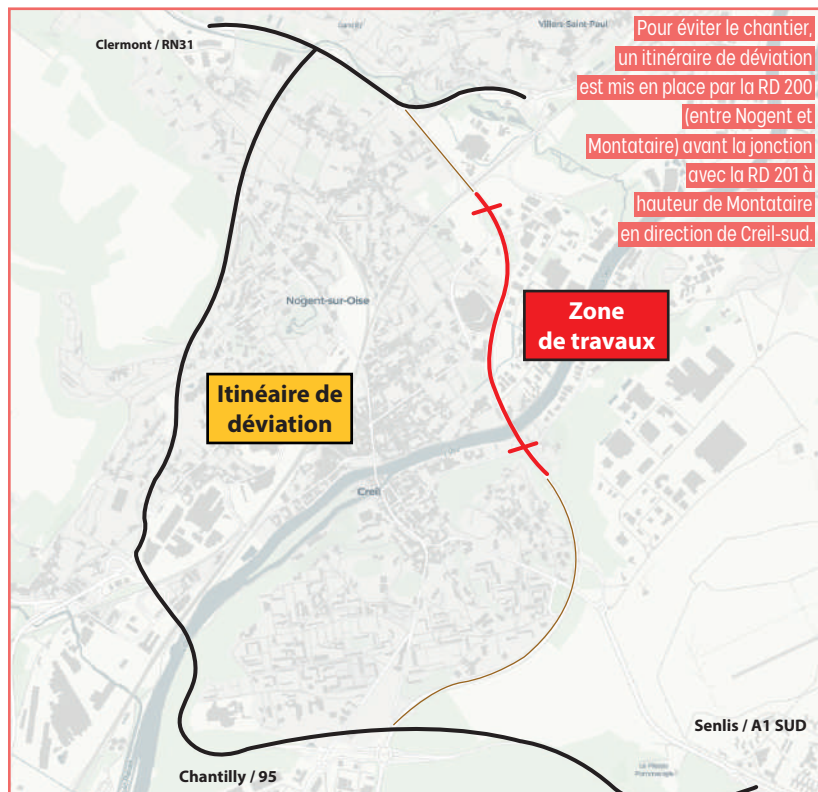 Clermont / RN31
Villers-Saint-Paul
Pour éviter le chantier,
un itinéraire de déviation
est mis en place par la RD 200
(entre Nogent et
Montataire) avant la jonction
avec la RD 201 à
hauteur de Montataire
en direction de Creil-sud.
Nogent-sur-Oise
Zone
de travaux
Itinéaire de
déviation
Creil
Senlis / A1 SUD
Chantilly / 95